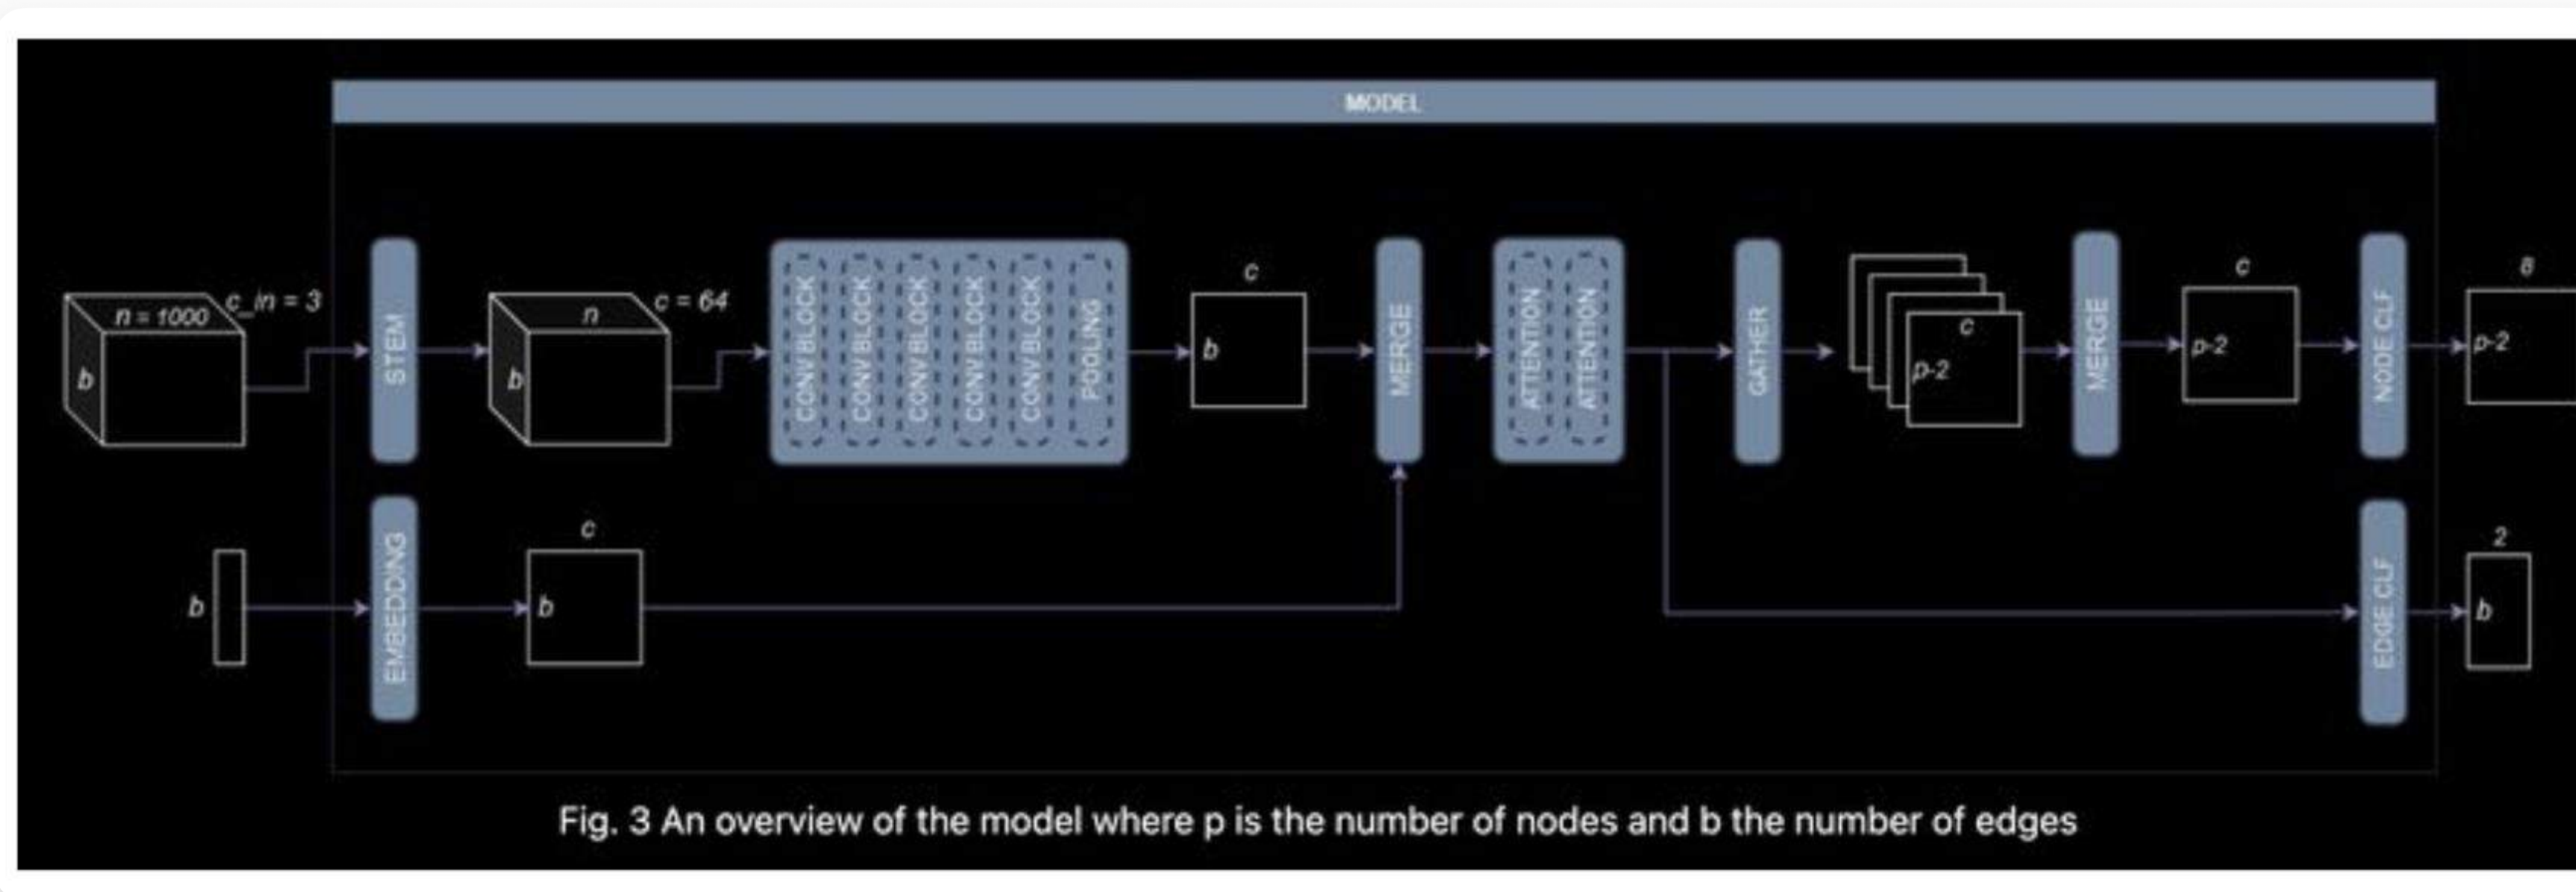 MODEL
n = 1000
c_in = 3
b
STEM
n
c = 64
b
CONV BLOCK
CONV BLOCK
CONV BLOCK
CONV BLOCK
CONV BLOCK
POOLING
c
b
MERGE
ATTENTION
ATTENTION
GATHER
c
p-2
MERGE
c
p-2
NODE CLF
8
p-2
b
EMBEDDING
c
b
EDGE CLF
2
b
Fig. 3 An overview of the model where p is the number of nodes and b the number of edges